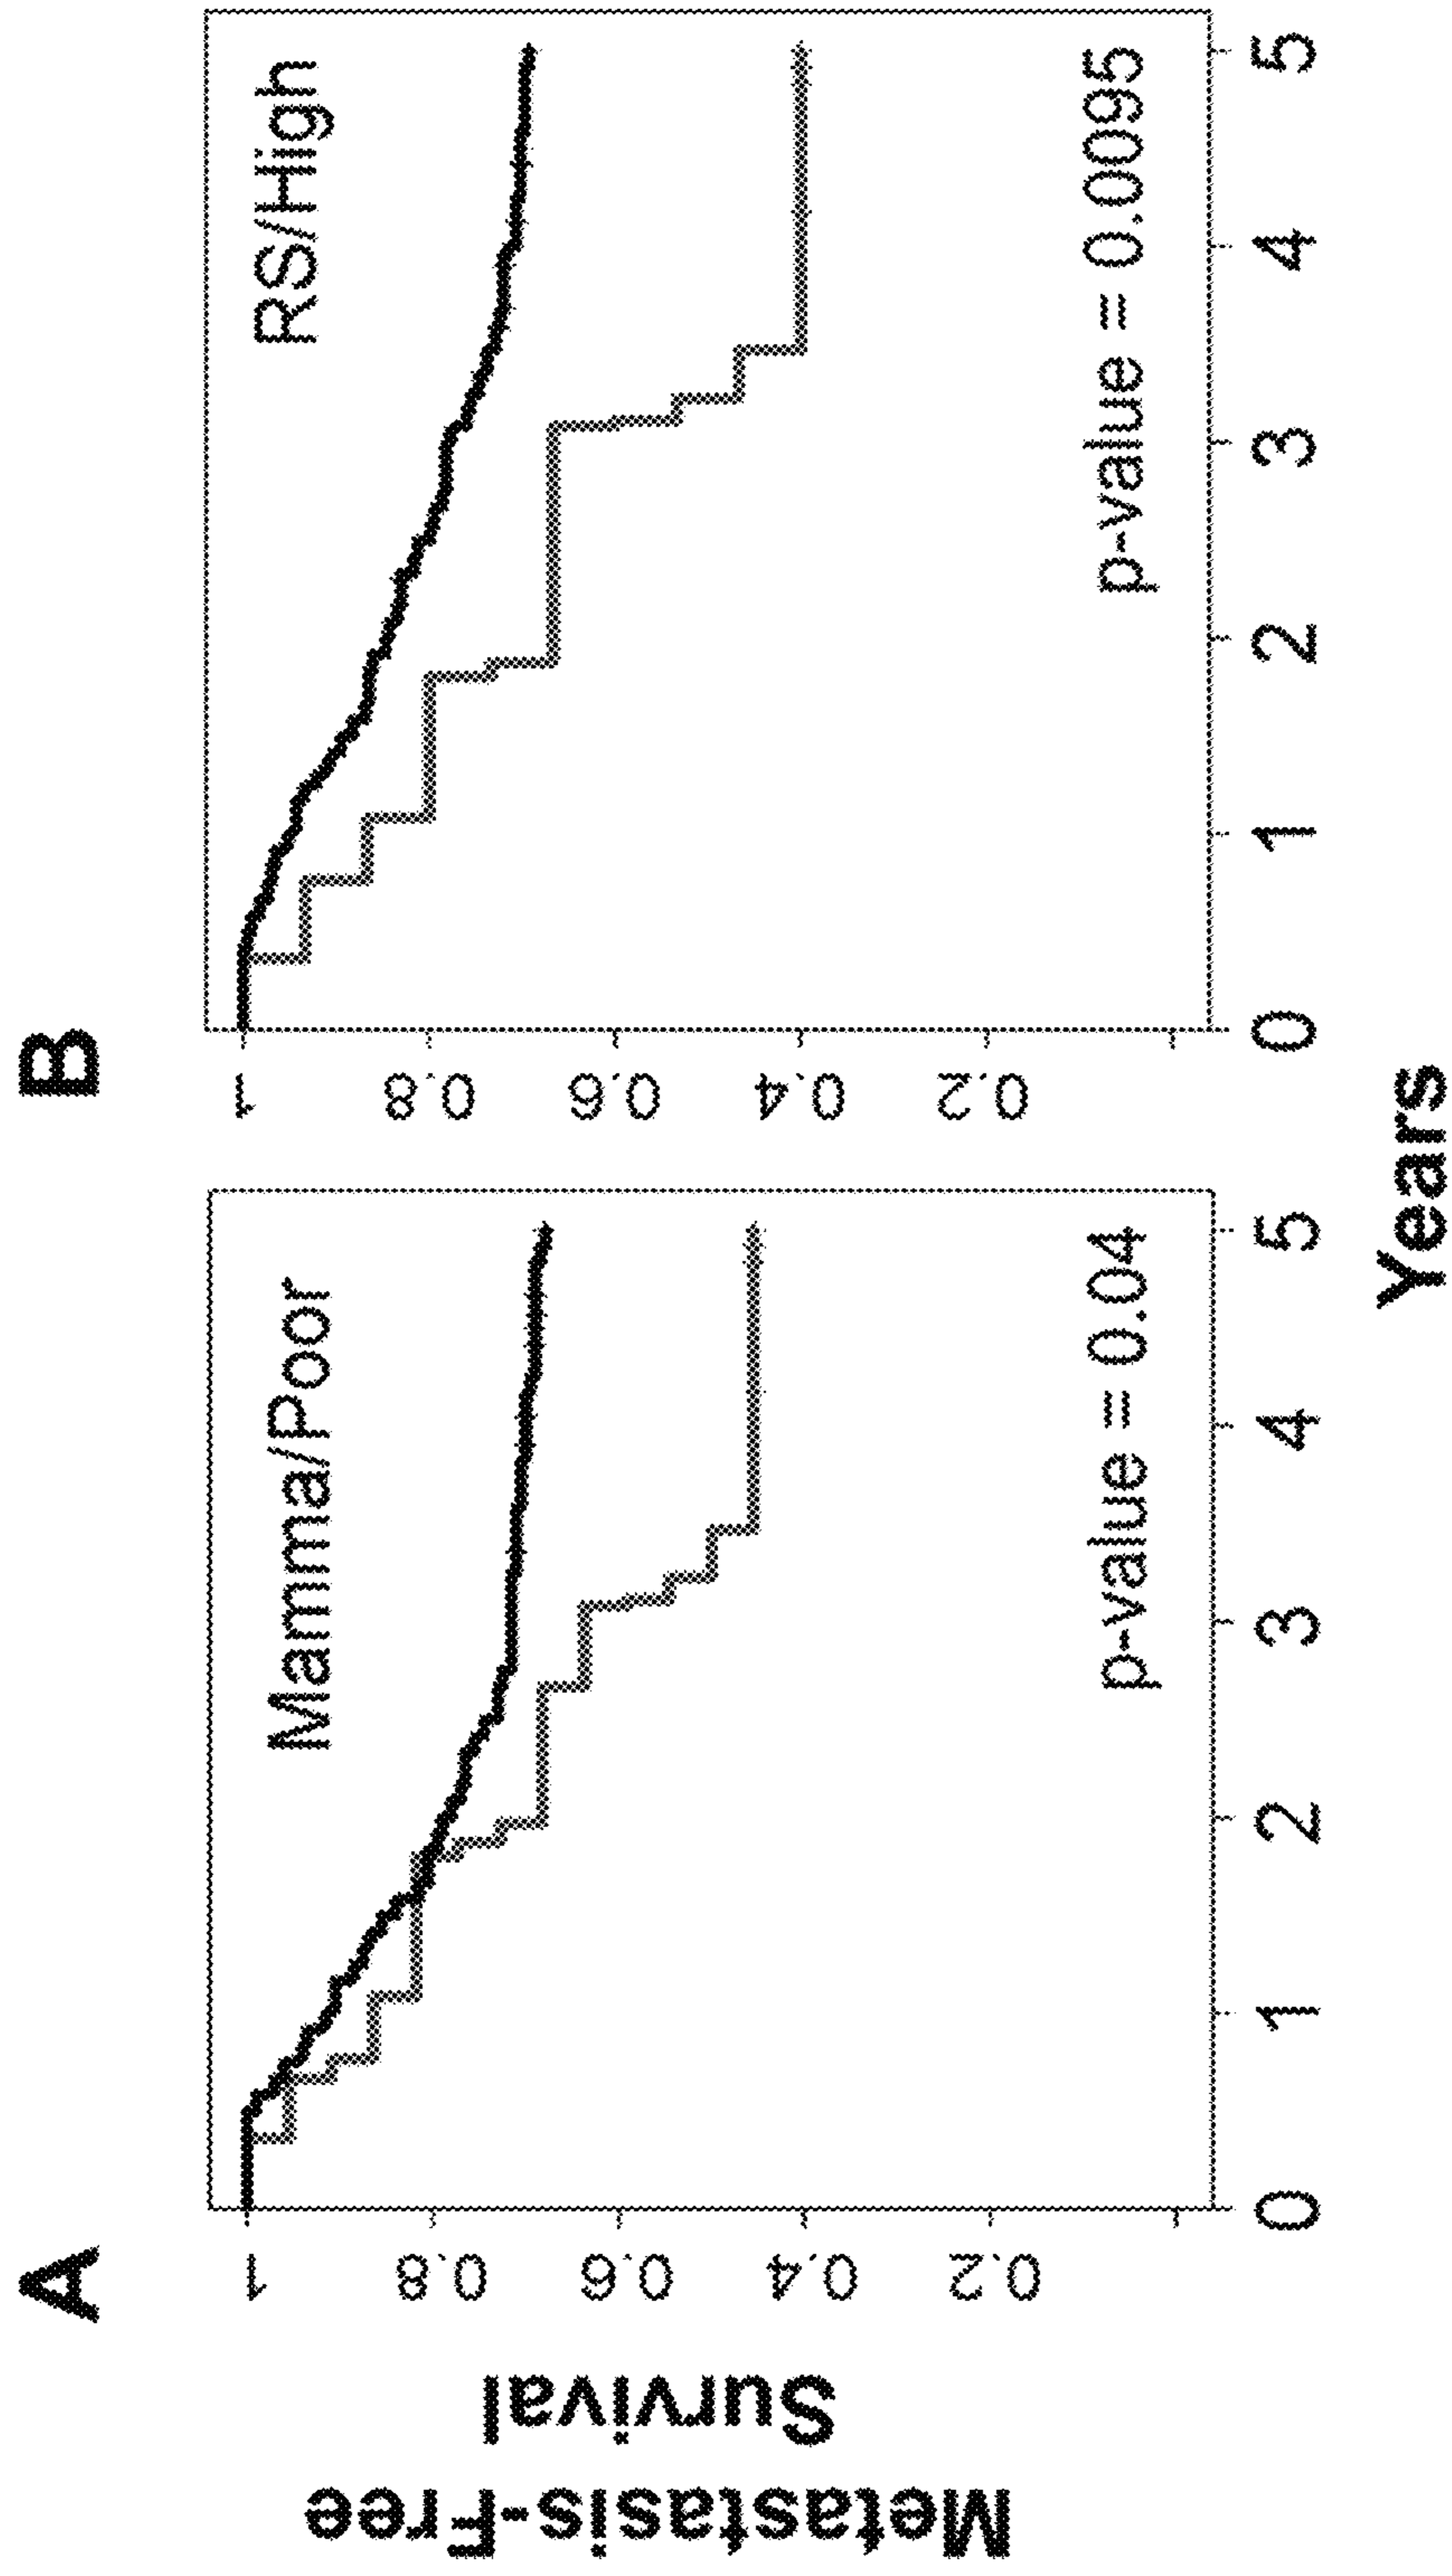 A
Metastasis-Free
Survival
Mamma/Poor
1
0.8
0.6
0.4
0.2
p-value = 0.04
0 1 2 3 4 5
B
RS/High
1
0.8
0.6
0.4
0.2
p-value = 0.0095
0 1 2 3 4 5
Years